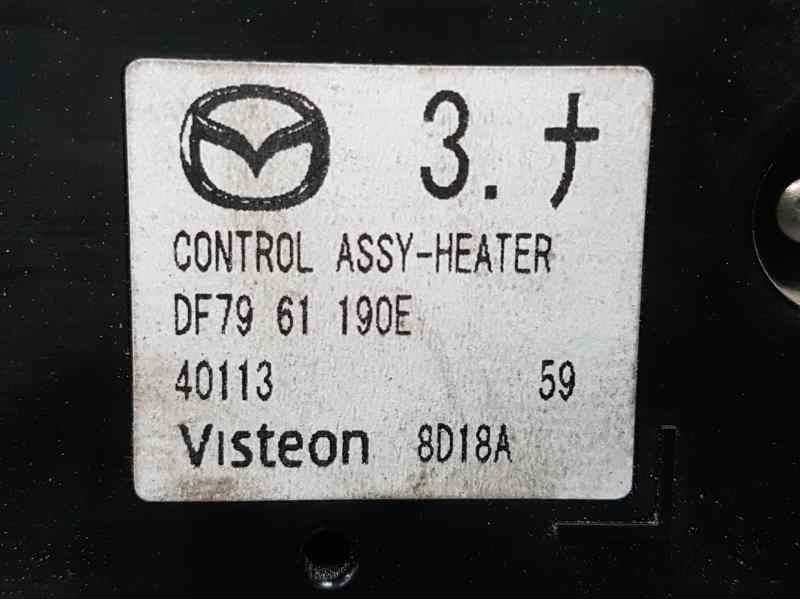 3.ナ
CONTROL ASSY-HEATER
DF79 61 190E
40113 59
Visteon 8D18A